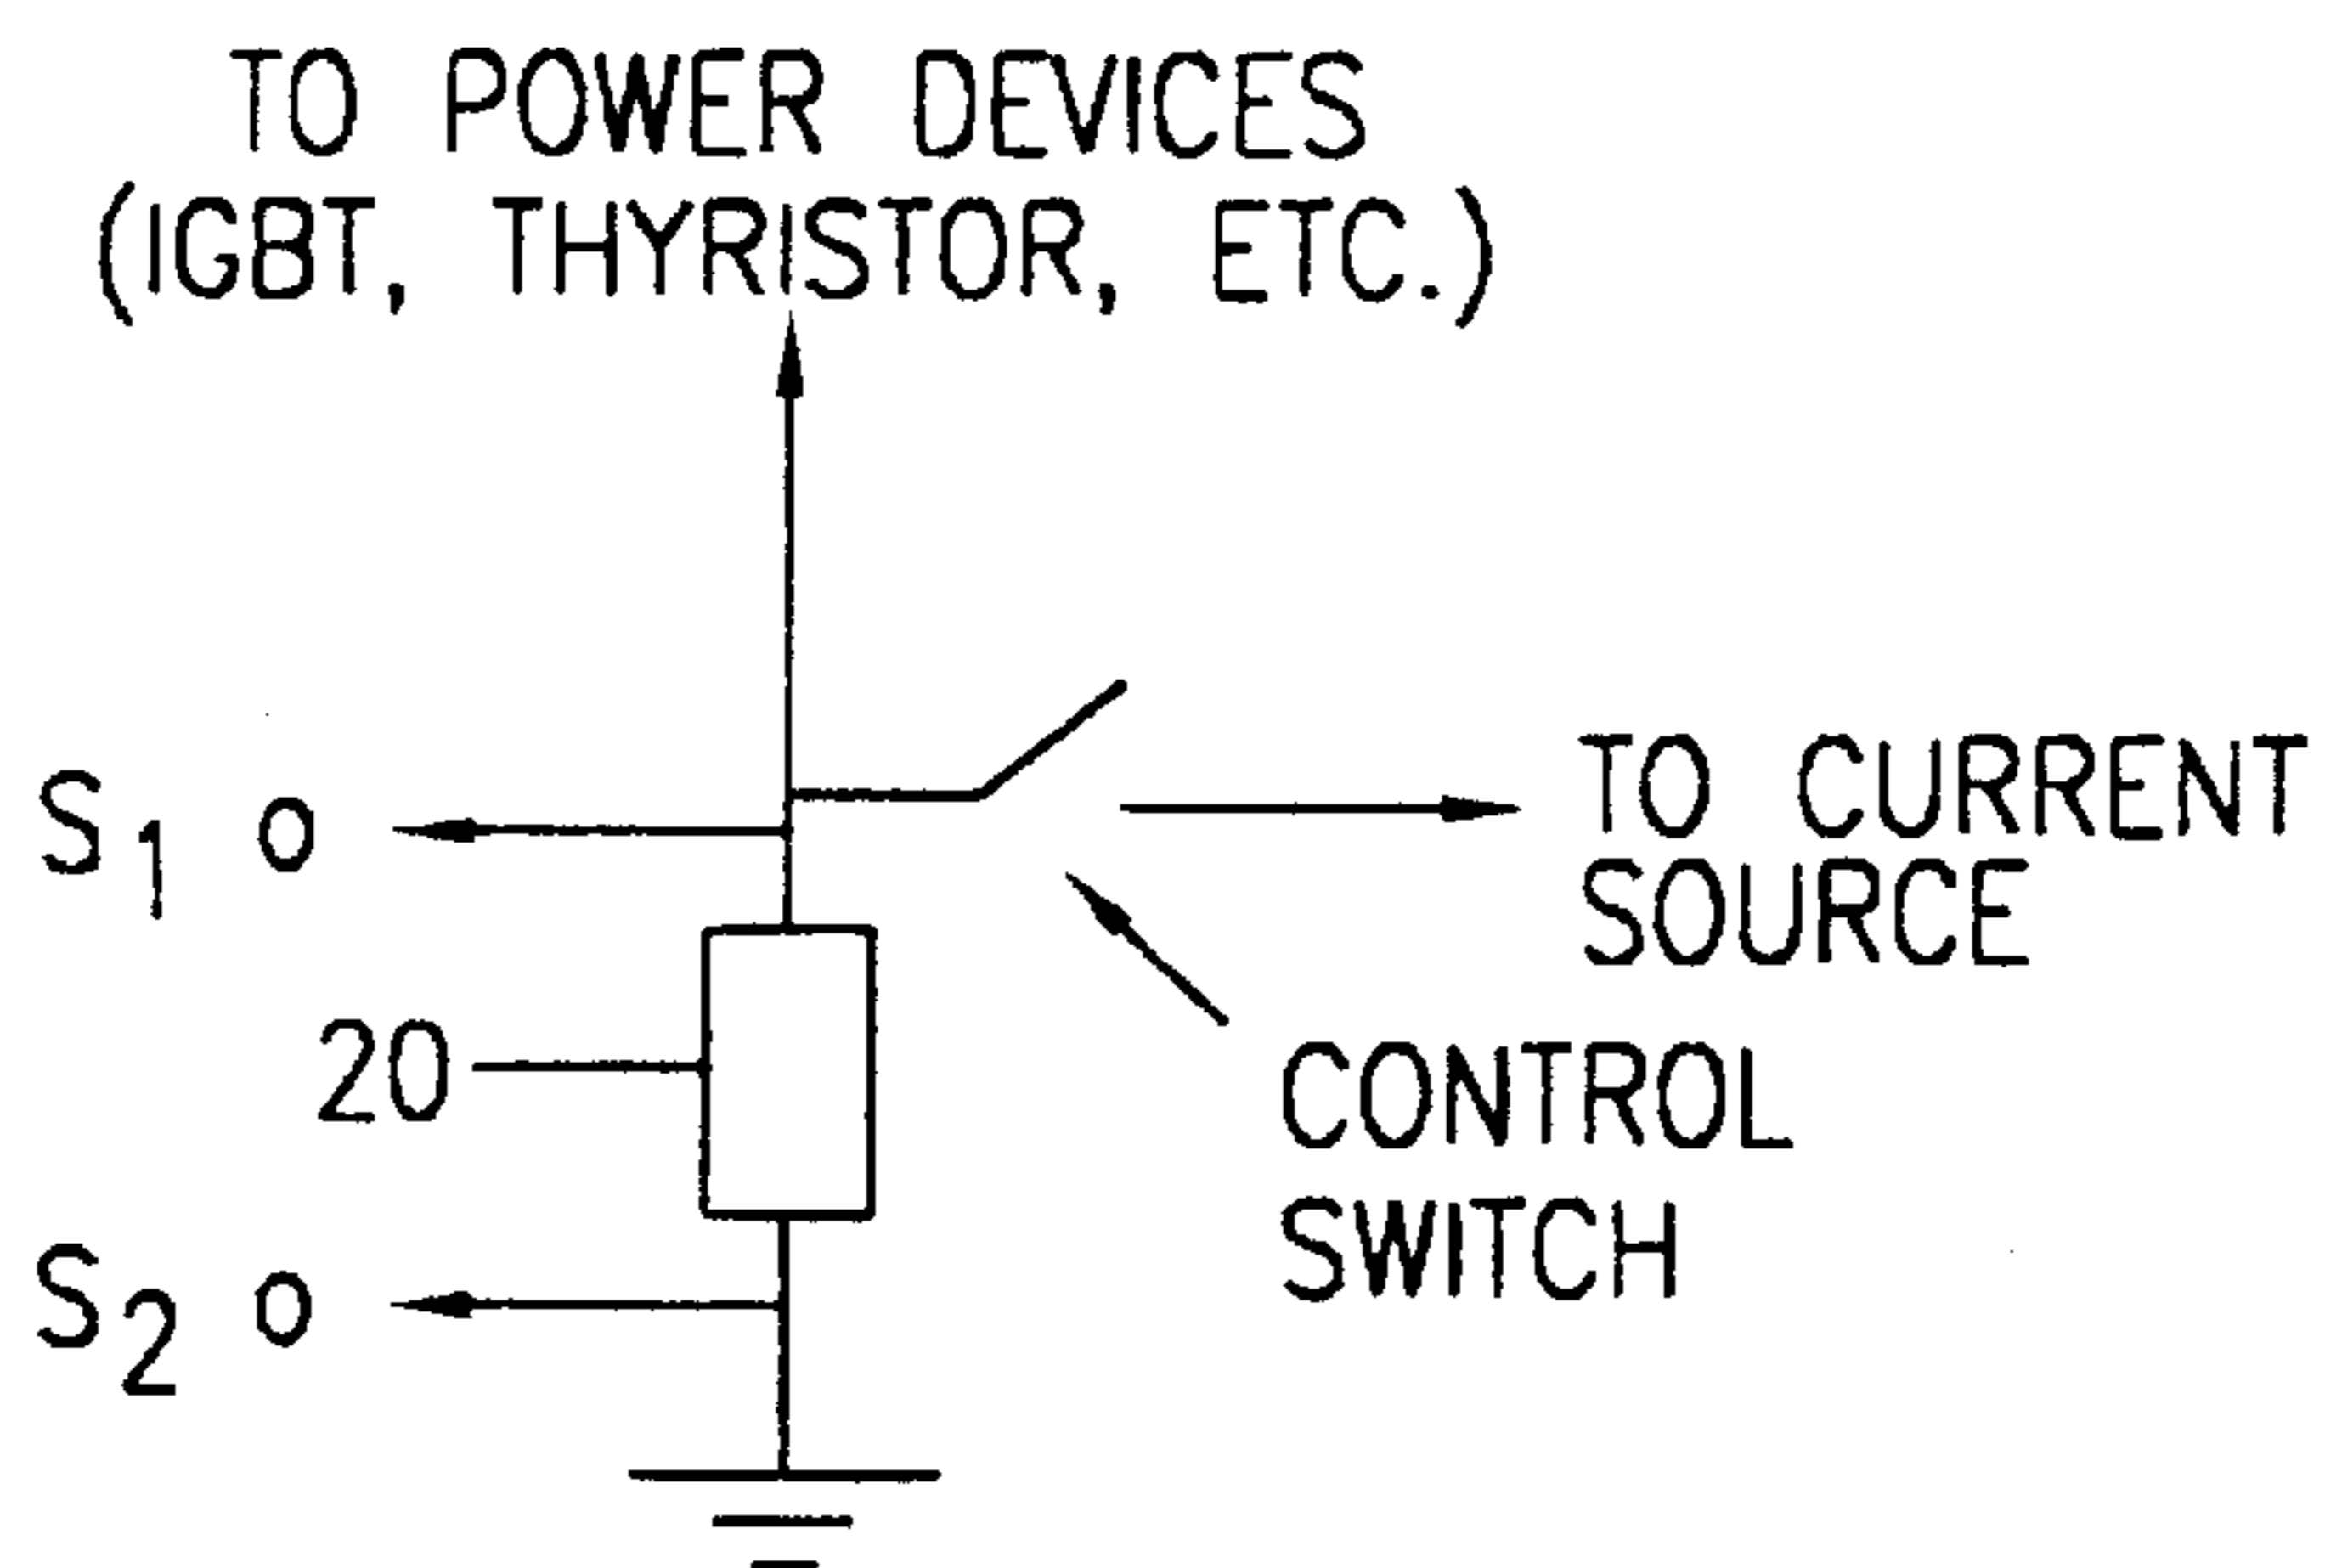 TO POWER DEVICES
(IGBT, THYRISTOR, ETC.)
TO CURRENT
SOURCE
S1
20
CONTROL
SWITCH
S2